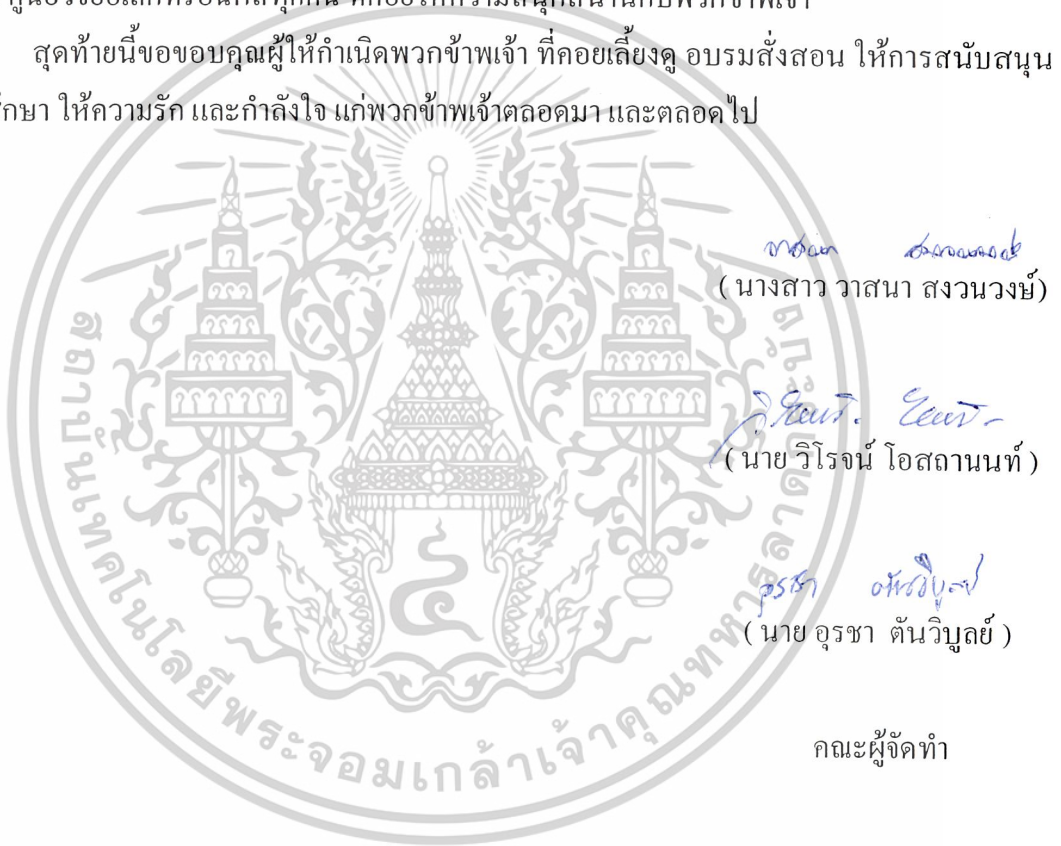 สุดท้ายนี้ขอขอบคุณผู้ให้กำเนิดพวกข้าพเจ้า ที่คอยเลี้ยงดู อบรมสั่งสอน ให้การสนับสนุน
ให้ความรัก และกำลังใจ แก่พวกข้าพเจ้าตลอดมา และตลอดไป
( นางสาว วาสนา สงวนวงษ์)
( นาย วิโรจน์ โอสถานนท์ )
อุรชา ตันวิบูลย์
( นาย อุรชา ตันวิบูลย์ )
คณะผู้จัดทำ
สถาบันเทคโนโลยีพระจอมเกล้าเจ้าคุณทหารลาดกระบัง